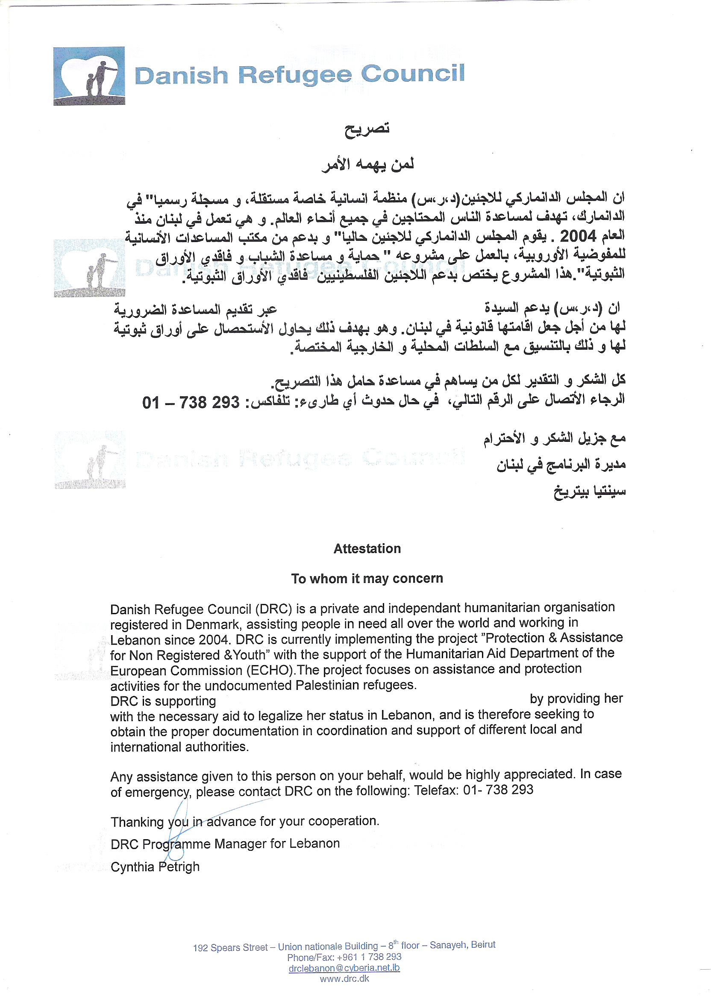 Danish Refugee Council
تصريح
لمن يهمه الأمر
ان المجلس الدانماركي للاجئين(د،ر،س) منظمة انسانية خاصة مستقلة، و مسجلة رسميا" في
الدانمارك، تهدف لمساعدة الناس المحتاجين في جميع أنحاء العالم. و هي تعمل في لبنان منذ
العام 2004 . يقوم المجلس الدانماركي للاجئين حاليا" و بدعم من مكتب المساعدات الأنسانية
للمفوضية الأوروبية، بالعمل على مشروعه " حماية و مساعدة الشباب و فاقدي الأوراق
الثبوتية".هذا المشروع يختص بدعم اللاجئين الفلسطينيين فاقدي الأوراق الثبوتية.
ان (د،ر،س) يدعم السيدة عبر تقديم المساعدة الضرورية
لها من أجل جعل اقامتها قانونية في لبنان. وهو بهدف ذلك يحاول الأستحصال على أوراق ثبوتية
لها و ذلك بالتنسيق مع السلطات المحلية و الخارجية المختصة.
كل الشكر و التقدير لكل من يساهم في مساعدة حامل هذا التصريح.
الرجاء الأتصال على الرقم التالي، في حال حدوث أي طارىء: تلفاكس: 293 738 – 01
مع جزيل الشكر و الأحترام
مديرة البرنامج في لبنان
سينتيا بيتريخ
Attestation
To whom it may concern
Danish Refugee Council (DRC) is a private and independant humanitarian organisation
registered in Denmark, assisting people in need all over the world and working in
Lebanon since 2004. DRC is currently implementing the project ”Protection & Assistance
for Non Registered &Youth” with the support of the Humanitarian Aid Department of the
European Commission (ECHO).The project focuses on assistance and protection
activities for the undocumented Palestinian refugees.
DRC is supporting by providing her
with the necessary aid to legalize her status in Lebanon, and is therefore seeking to
obtain the proper documentation in coordination and support of different local and
international authorities.
Any assistance given to this person on your behalf, would be highly appreciated. In case
of emergency, please contact DRC on the following: Telefax: 01- 738 293
Thanking you in advance for your cooperation.
DRC Programme Manager for Lebanon
Cynthia Petrigh
192 Spears Street – Union nationale Building – 8th floor – Sanayeh, Beirut
Phone/Fax: +961 1 738 293
drclebanon@cyberia.net.lb
www.drc.dk